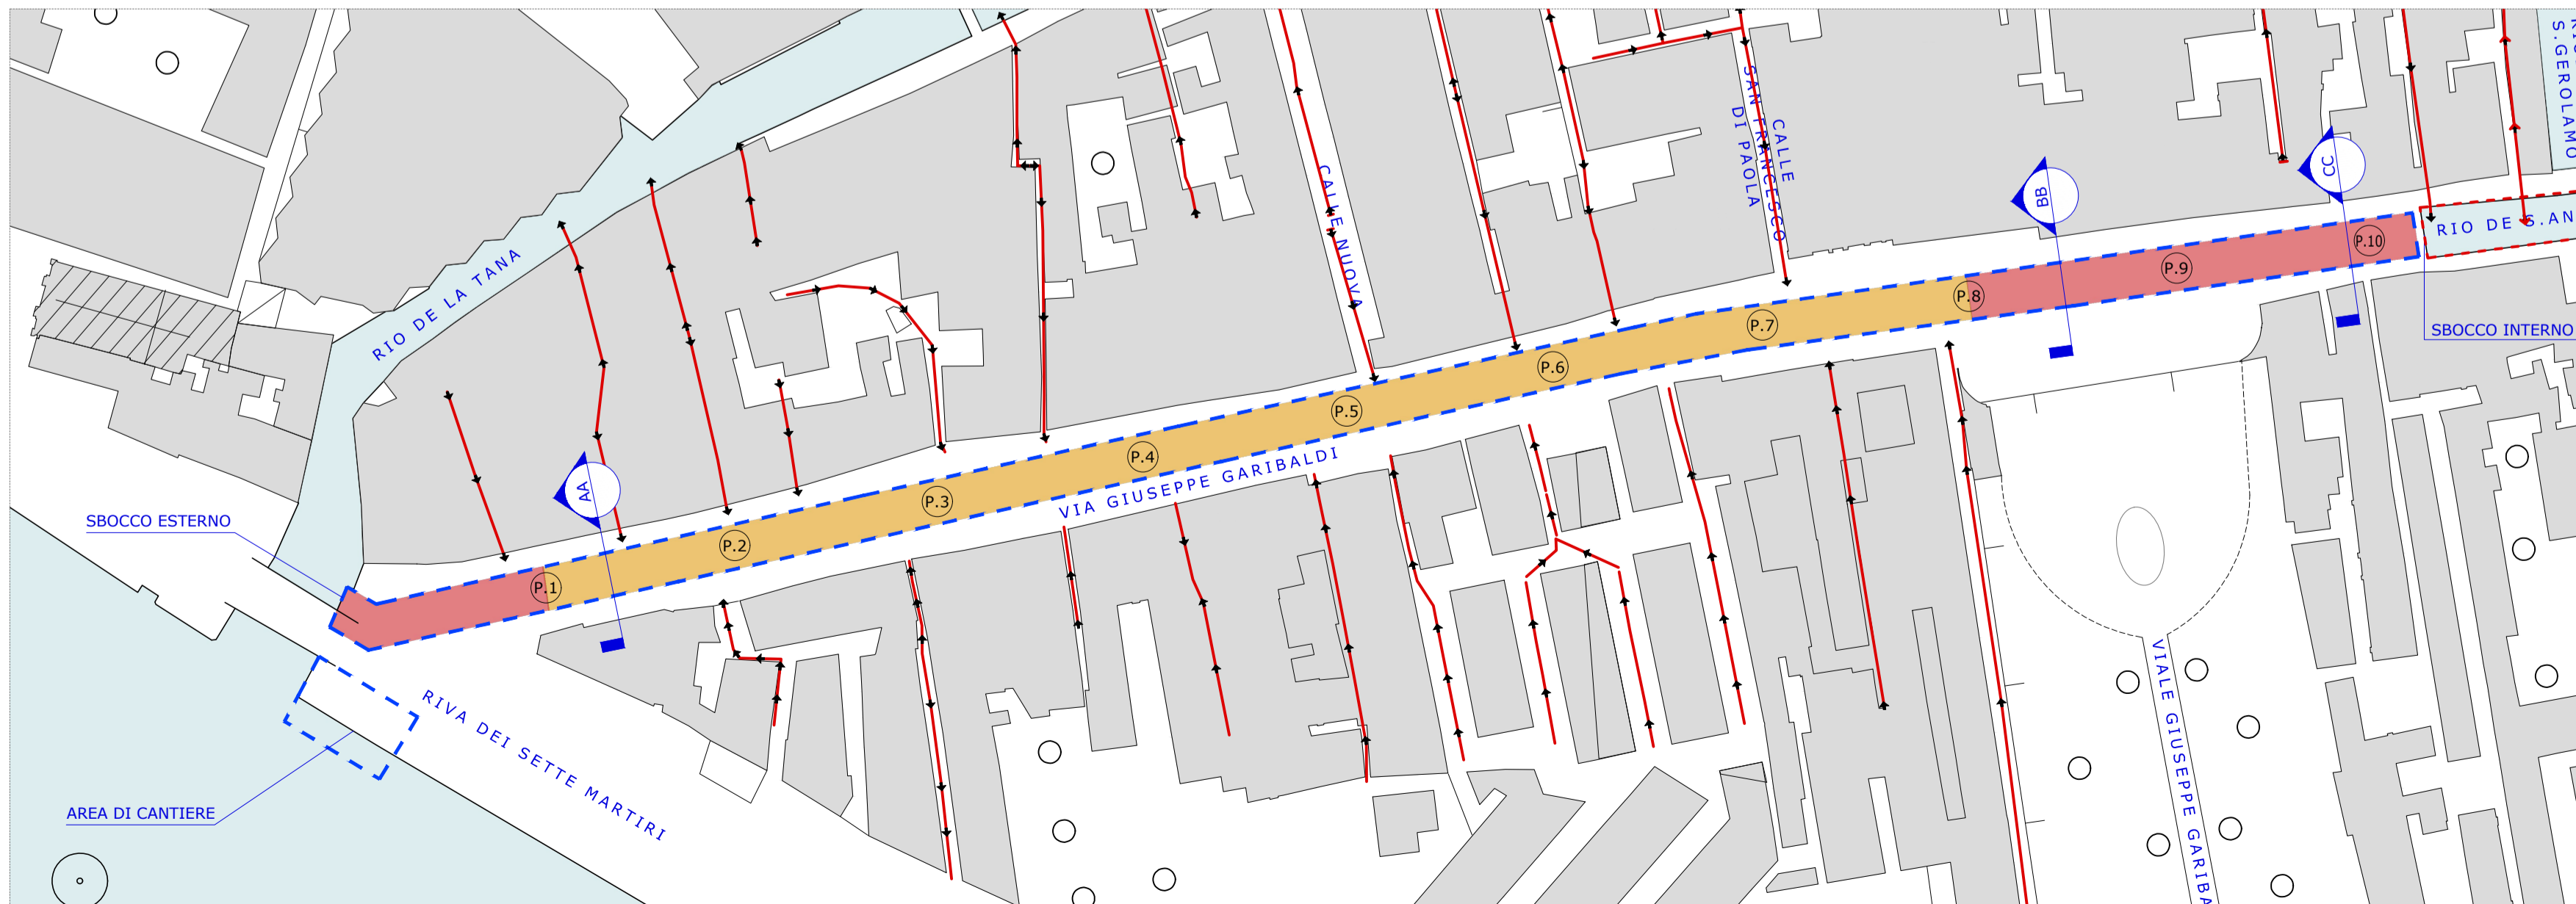 RIO DE LA TANA
CALLE NUOVA
CALLE
SAN FRANCESCO
DI PAOLA
BB
CC
S.GEROLAMO
RIO DE S.AN
SBOCCO INTERNO
P.10
P.9
P.8
P.7
P.6
P.5
P.4
P.3
P.2
P.1
AA
VIA GIUSEPPE GARIBALDI
SBOCCO ESTERNO
AREA DI CANTIERE
RIVA DEI SETTE MARTIRI
VIALE GIUSEPPE GARIBA